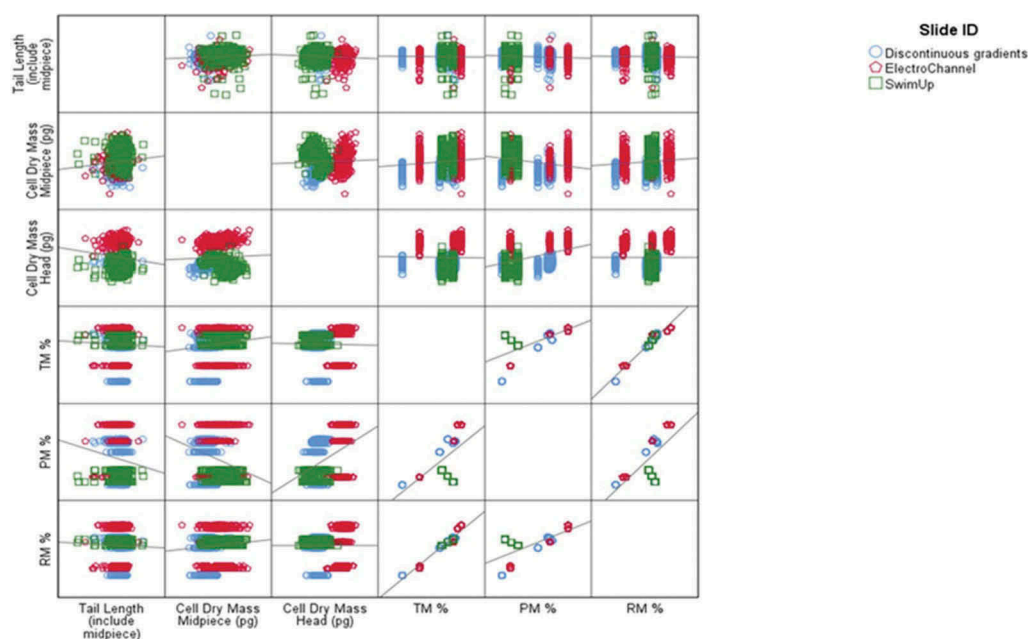 Slide ID
Discontinuous gradients
ElectroChannel
SwimUp
Tail Length
(include
midpiece)
Cell Dry Mass
Midpiece (pg)
Cell Dry Mass
Head (pg)
TM %
PM %
RM %
Tail Length
(include
midpiece)
Cell Dry Mass
Midpiece (pg)
Cell Dry Mass
Head (pg)
TM %
PM %
RM %